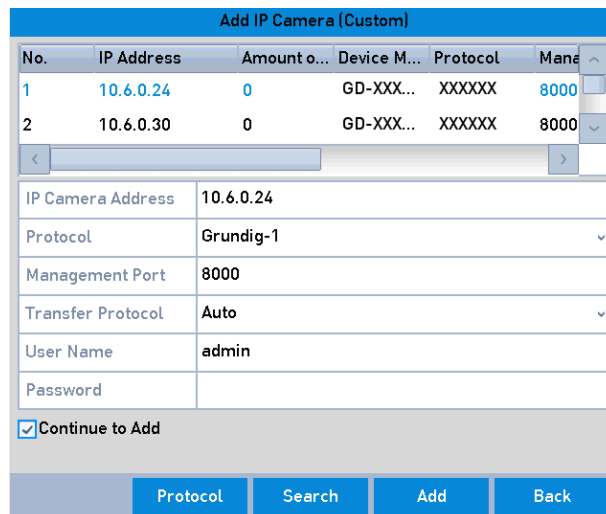 Add IP Camera (Custom)
No. IP Address Amount o... Device M... Protocol Mana
1 10.6.0.24 0 GD-XXX... XXXXXX 8000
2 10.6.0.30 0 GD-XXX... XXXXXX 8000
IP Camera Address 10.6.0.24
Protocol Grundig-1
Management Port 8000
Transfer Protocol Auto
User Name admin
Password
Continue to Add
Protocol Search Add Back